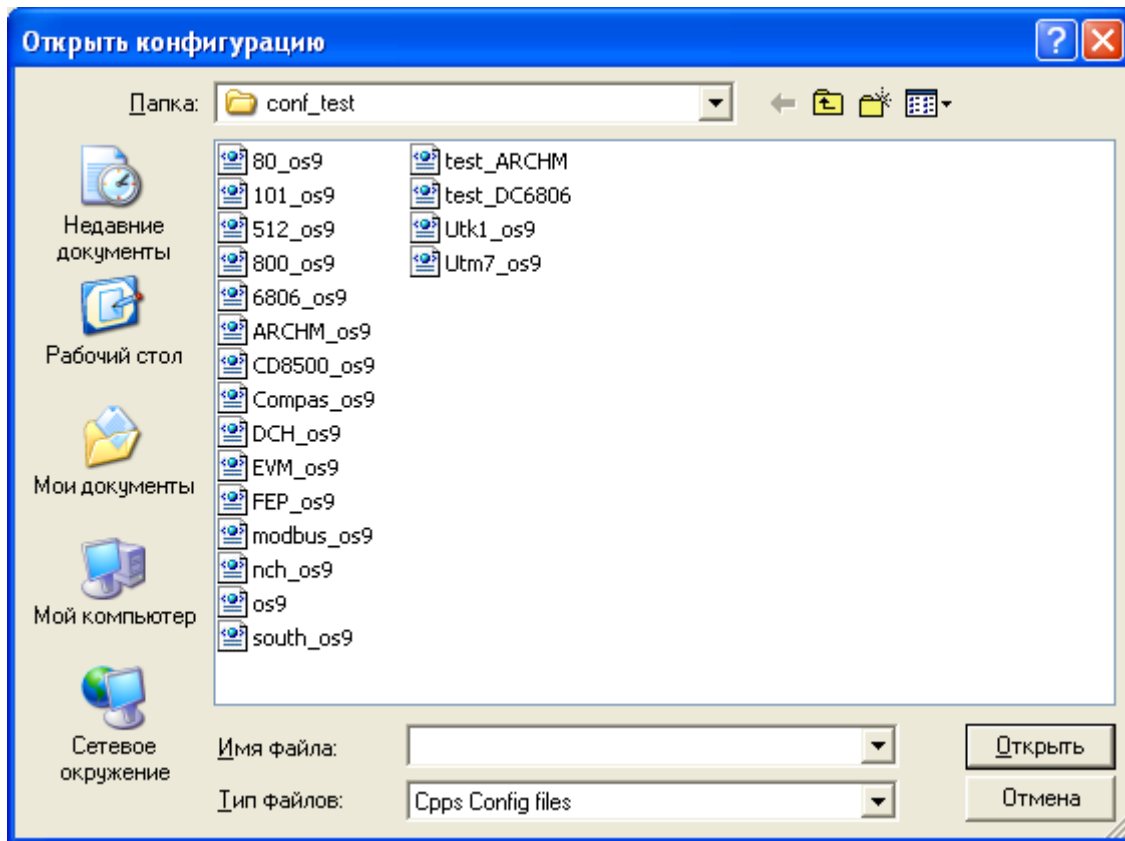 Открыть конфигурацию
Папка: conf_test
80_os9
101_os9
512_os9
800_os9
6806_os9
ARCHM_os9
CD8500_os9
Compas_os9
DCH_os9
EVM_os9
FEP_os9
modbus_os9
nch_os9
os9
south_os9
test_ARCHM
test_DC6806
Utk1_os9
Utm7_os9
Недавние
документы
Рабочий стол
Мои документы
Мой компьютер
Сетевое
окружение
Имя файла:
Открыть
Тип файлов: Cpps Config files
Отмена